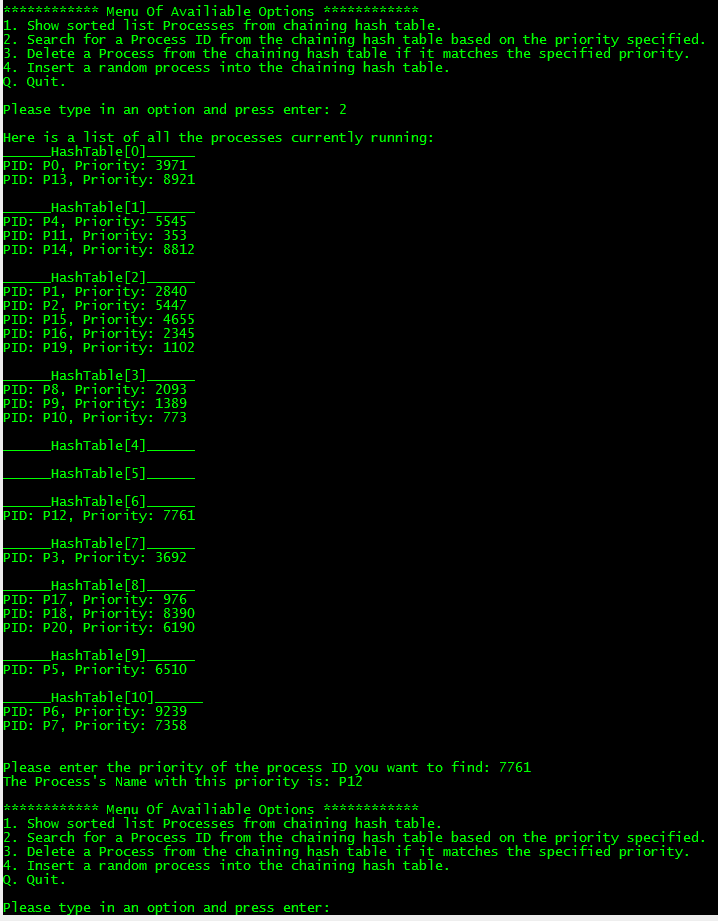 ************ Menu Of Availiable Options ************
1. Show sorted list Processes from chaining hash table.
2. Search for a Process ID from the chaining hash table based on the priority specified.
3. Delete a Process from the chaining hash table if it matches the specified priority.
4. Insert a random process into the chaining hash table.
Q. Quit.
Please type in an option and press enter: 2
Here is a list of all the processes currently running:
______HashTable[0]______
PID: P0, Priority: 3971
PID: P13, Priority: 8921
______HashTable[1]______
PID: P4, Priority: 5545
PID: P11, Priority: 353
PID: P14, Priority: 8812
______HashTable[2]______
PID: P1, Priority: 2840
PID: P2, Priority: 5447
PID: P15, Priority: 4655
PID: P16, Priority: 2345
PID: P19, Priority: 1102
______HashTable[3]______
PID: P8, Priority: 2093
PID: P9, Priority: 1389
PID: P10, Priority: 773
______HashTable[4]______
______HashTable[5]______
______HashTable[6]______
PID: P12, Priority: 7761
______HashTable[7]______
PID: P3, Priority: 3692
______HashTable[8]______
PID: P17, Priority: 976
PID: P18, Priority: 8390
PID: P20, Priority: 6190
______HashTable[9]______
PID: P5, Priority: 6510
______HashTable[10]______
PID: P6, Priority: 9239
PID: P7, Priority: 7358
Please enter the priority of the process ID you want to find: 7761
The Process's Name with this priority is: P12
************ Menu Of Availiable Options ************
1. Show sorted list Processes from chaining hash table.
2. Search for a Process ID from the chaining hash table based on the priority specified.
3. Delete a Process from the chaining hash table if it matches the specified priority.
4. Insert a random process into the chaining hash table.
Q. Quit.
Please type in an option and press enter: